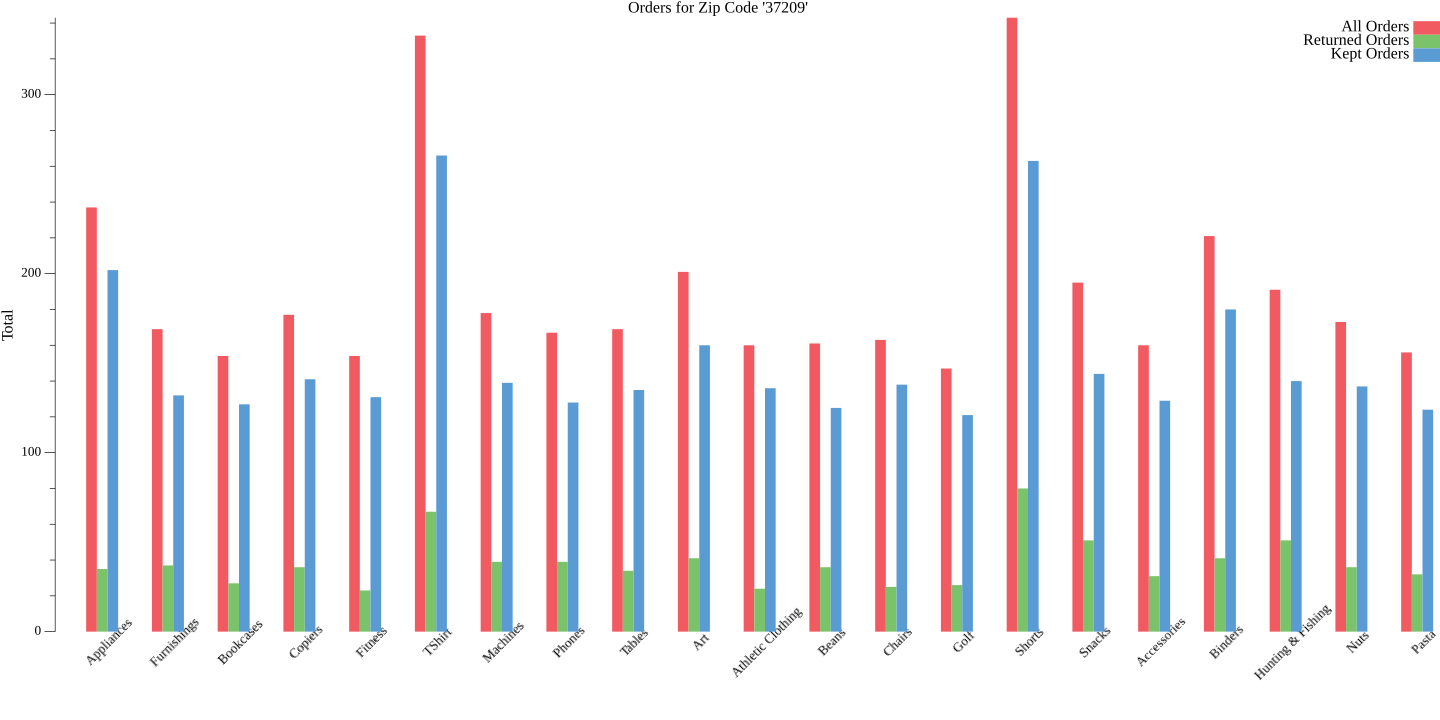 Orders for Zip Code '37209'
All Orders
Returned Orders
Kept Orders
Total
300
200
100
0
Appliances
Furnishings
Bookcases
Copiers
Fitness
TShirt
Machines
Phones
Tables
Art
Athletic Clothing
Beans
Chairs
Golf
Shorts
Snacks
Accessories
Binders
Hunting & Fishing
Nuts
Pasta